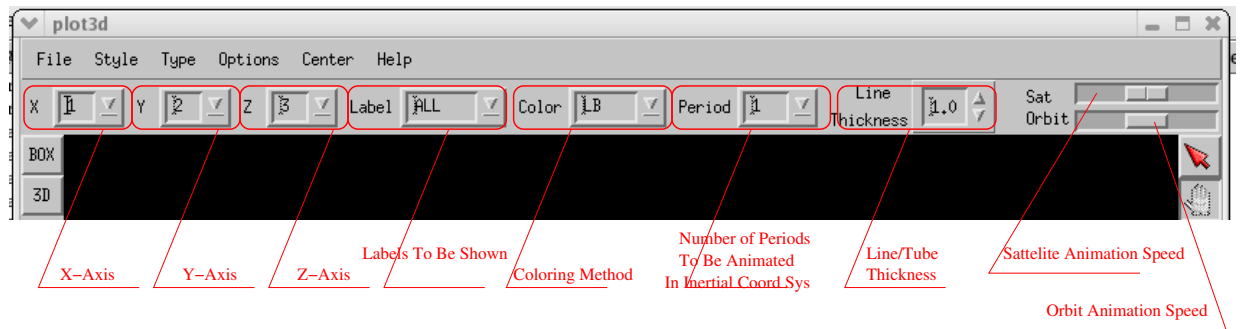 plot3d
File Style Type Options Center Help
X 1 Y 2 Z 3 Label ALL Color LB Period 1 Line Thickness 1.0 Sat Orbit
BOX
3D
X-Axis
Y-Axis
Z-Axis
Labels To Be Shown
Coloring Method
Number of Periods
To Be Animated
In Inertial Coord Sys
Line/Tube
Thickness
Sattelite Animation Speed
Orbit Animation Speed